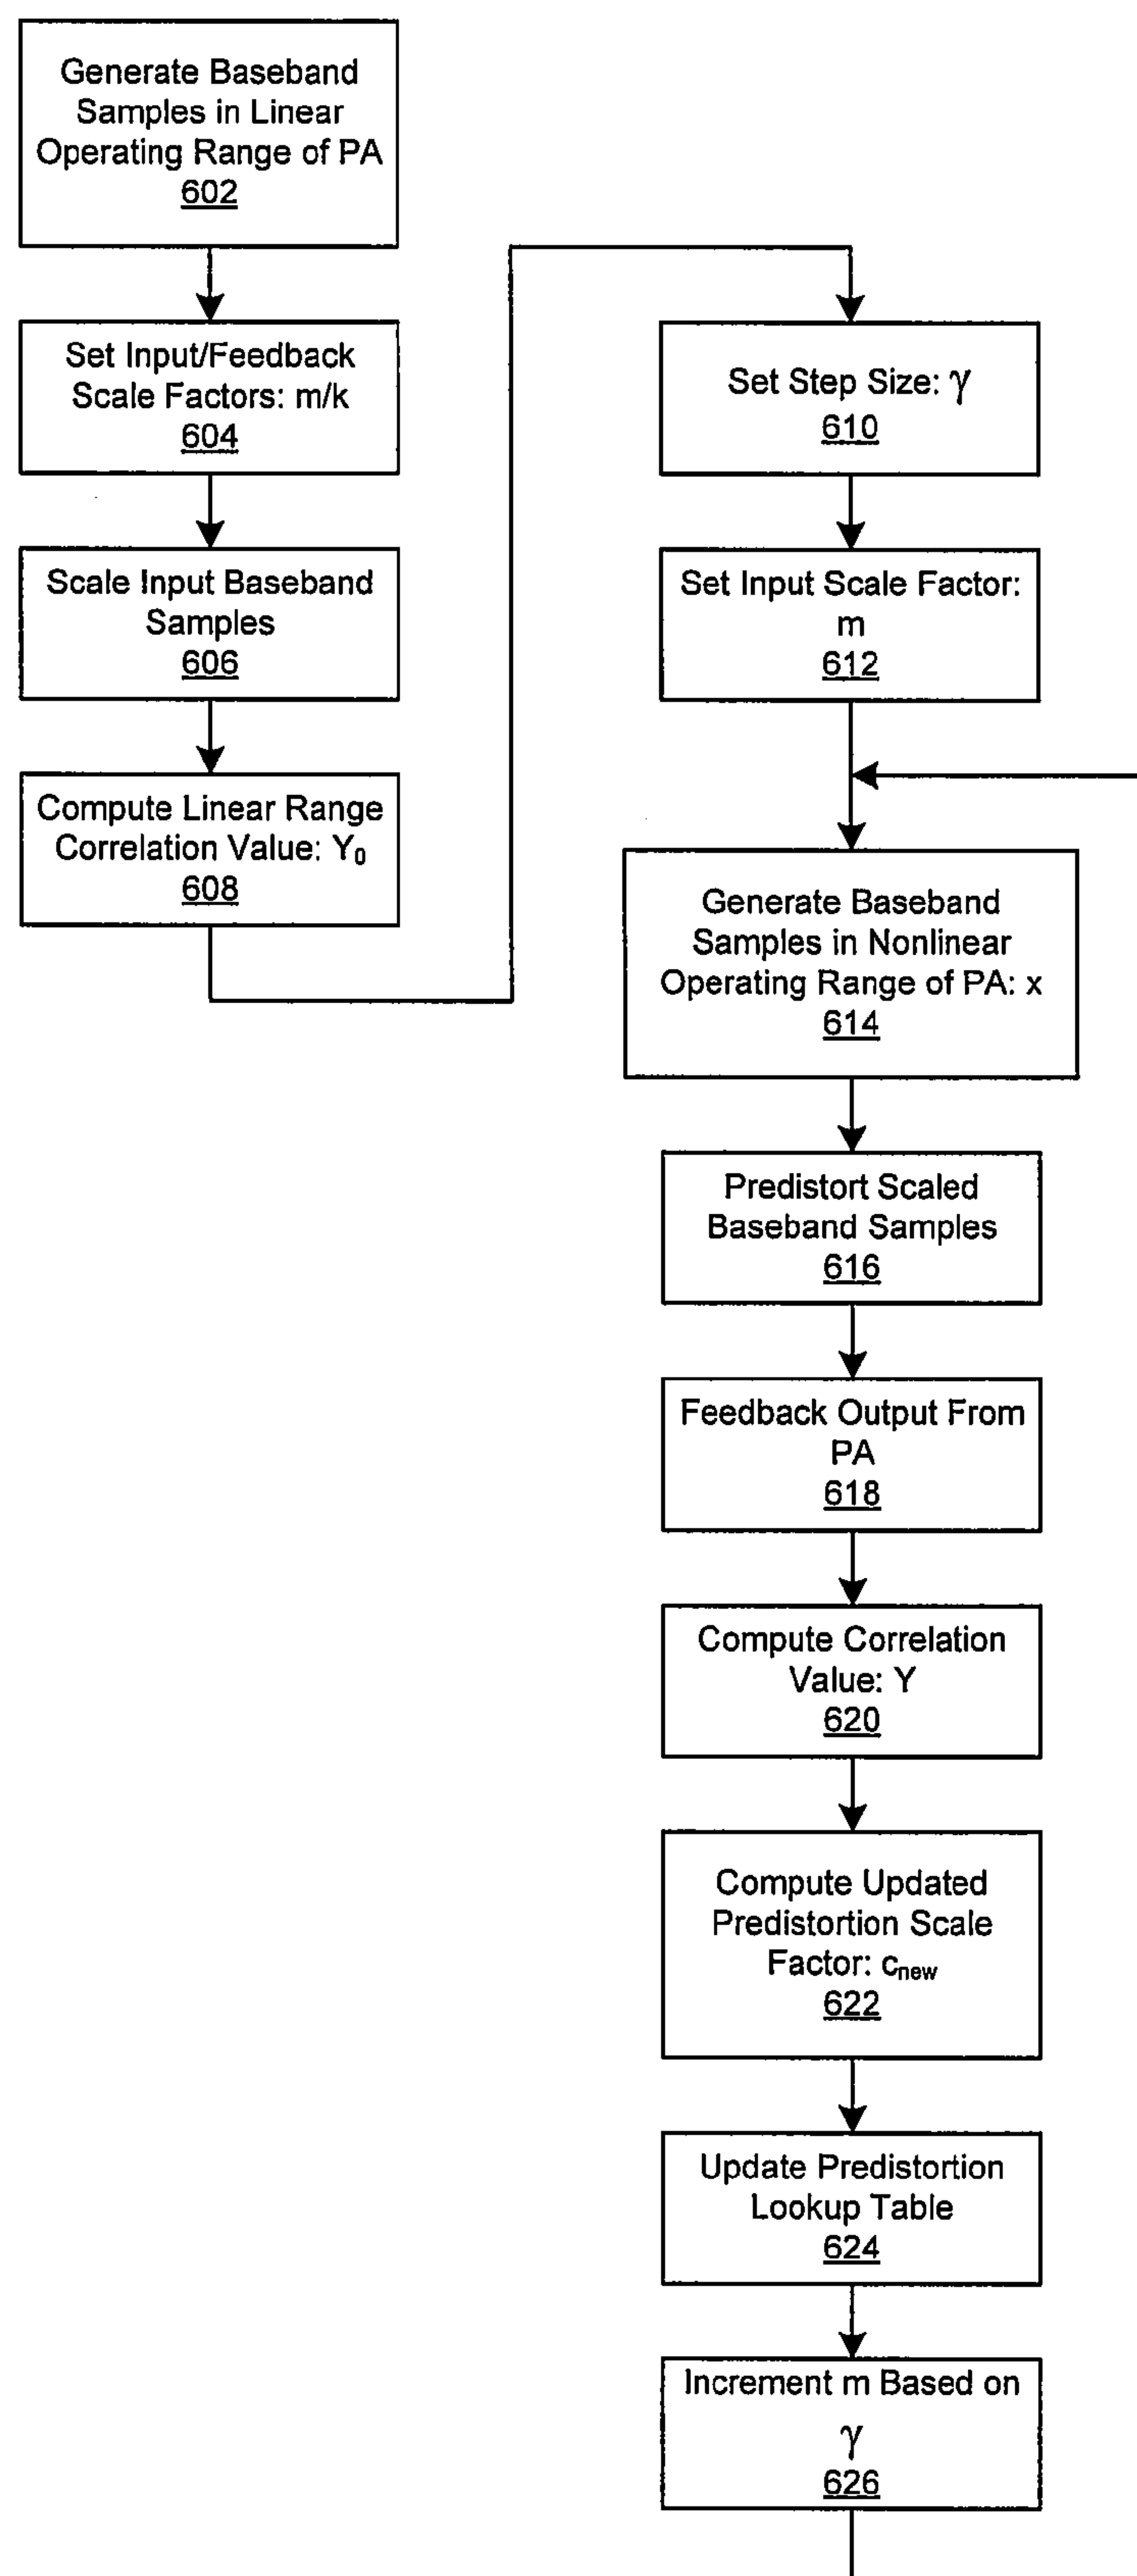 Generate Baseband
Samples in Linear
Operating Range of PA
602
Set Input/Feedback
Scale Factors: m/k
604
Scale Input Baseband
Samples
606
Compute Linear Range
Correlation Value: Y₀
608
Set Step Size: γ
610
Set Input Scale Factor:
m
612
Generate Baseband
Samples in Nonlinear
Operating Range of PA: x
614
Predistort Scaled
Baseband Samples
616
Feedback Output From
PA
618
Compute Correlation
Value: Y
620
Compute Updated
Predistortion Scale
Factor: cnew
622
Update Predistortion
Lookup Table
624
Increment m Based on
γ
626